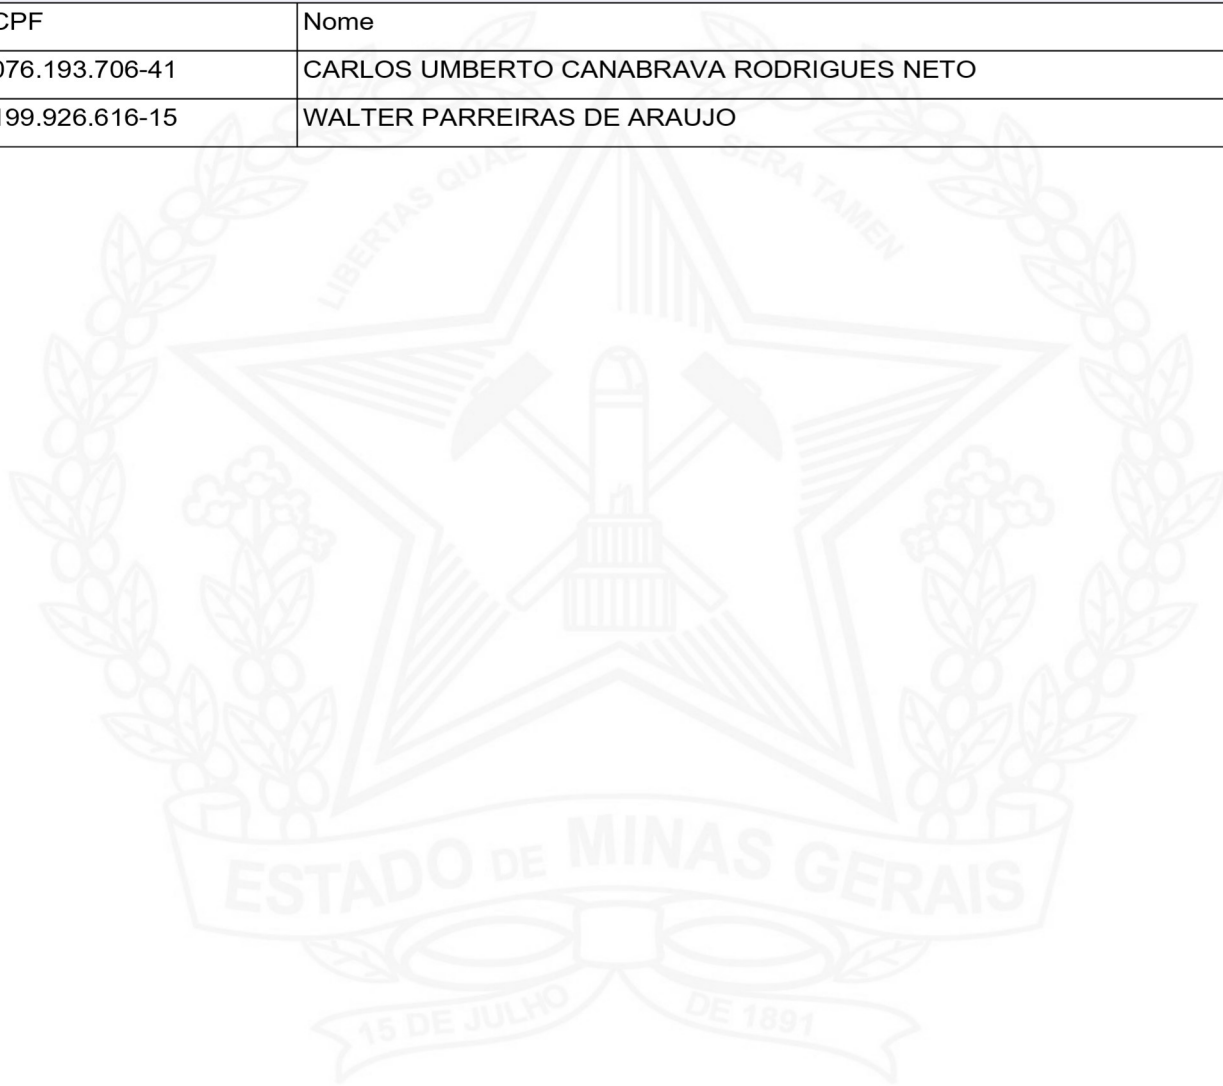 CPF Nome
076.193.706-41 CARLOS UMBERTO CANABRAVA RODRIGUES NETO
199.926.616-15 WALTER PARREIRAS DE ARAUJO
LIBERTAS QUAE SERA TAMEN
ESTADO DE MINAS GERAIS
15 DE JULHO DE 1891